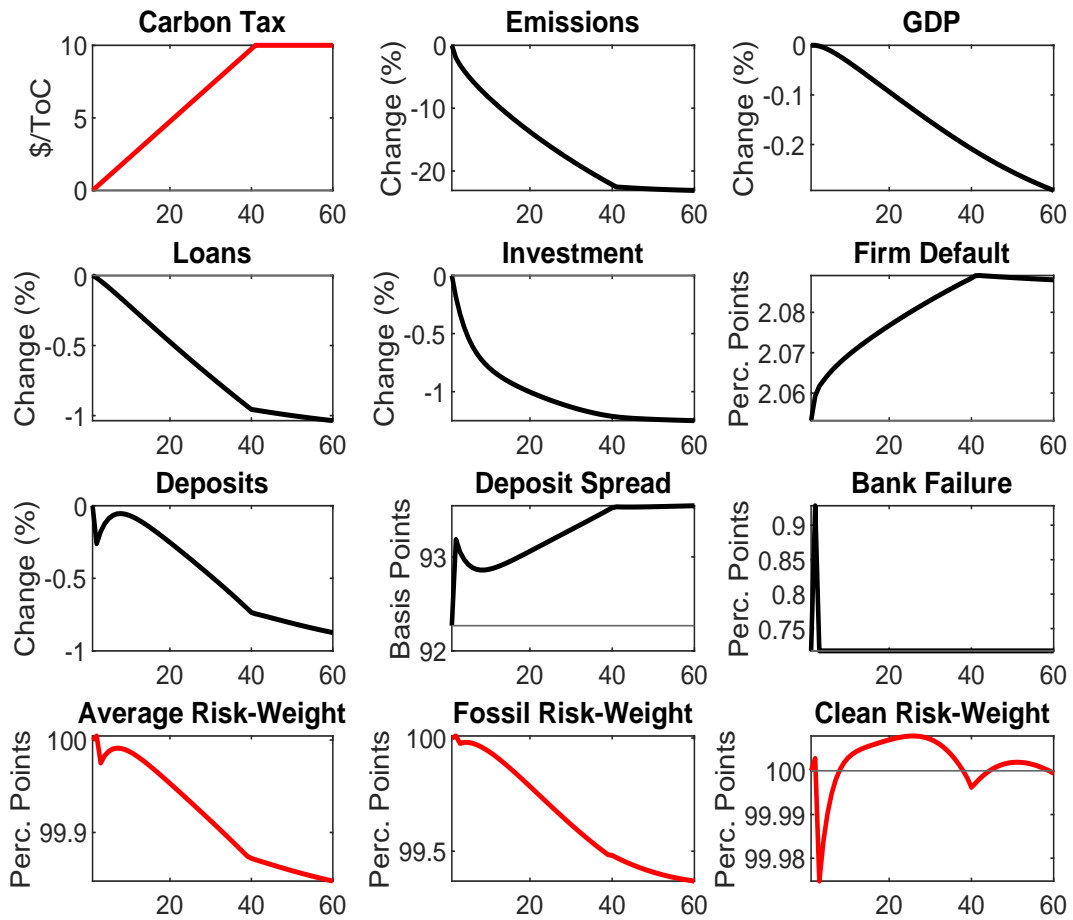 Carbon Tax
$/ToC
10
5
0
20 40 60
Emissions
Change (%)
0
-10
-20
20 40 60
GDP
Change (%)
0
-0.1
-0.2
20 40 60
Loans
Change (%)
0
-0.5
-1
20 40 60
Investment
Change (%)
0
-0.5
-1
20 40 60
Firm Default
Perc. Points
2.08
2.07
2.06
20 40 60
Deposits
Change (%)
0
-0.5
-1
20 40 60
Deposit Spread
Basis Points
93
92
20 40 60
Bank Failure
Perc. Points
0.9
0.85
0.8
0.75
20 40 60
Average Risk-Weight
Perc. Points
100
99.9
20 40 60
Fossil Risk-Weight
Perc. Points
100
99.5
20 40 60
Clean Risk-Weight
Perc. Points
100
99.99
99.98
20 40 60